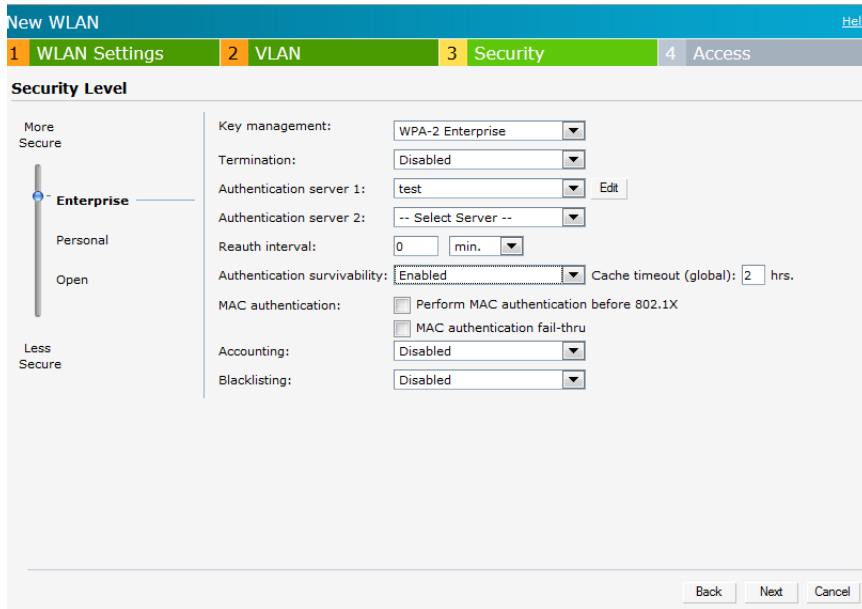 New WLAN Hel
1 WLAN Settings 2 VLAN 3 Security 4 Access
Security Level
More
Secure
Enterprise
Personal
Open
Less
Secure
Key management: WPA-2 Enterprise
Termination: Disabled
Authentication server 1: test Edit
Authentication server 2: -- Select Server --
Reauth interval: 0 min.
Authentication survivability: Enabled Cache timeout (global): 2 hrs.
MAC authentication: Perform MAC authentication before 802.1X
MAC authentication fail-thru
Accounting: Disabled
Blacklisting: Disabled
Back Next Cancel